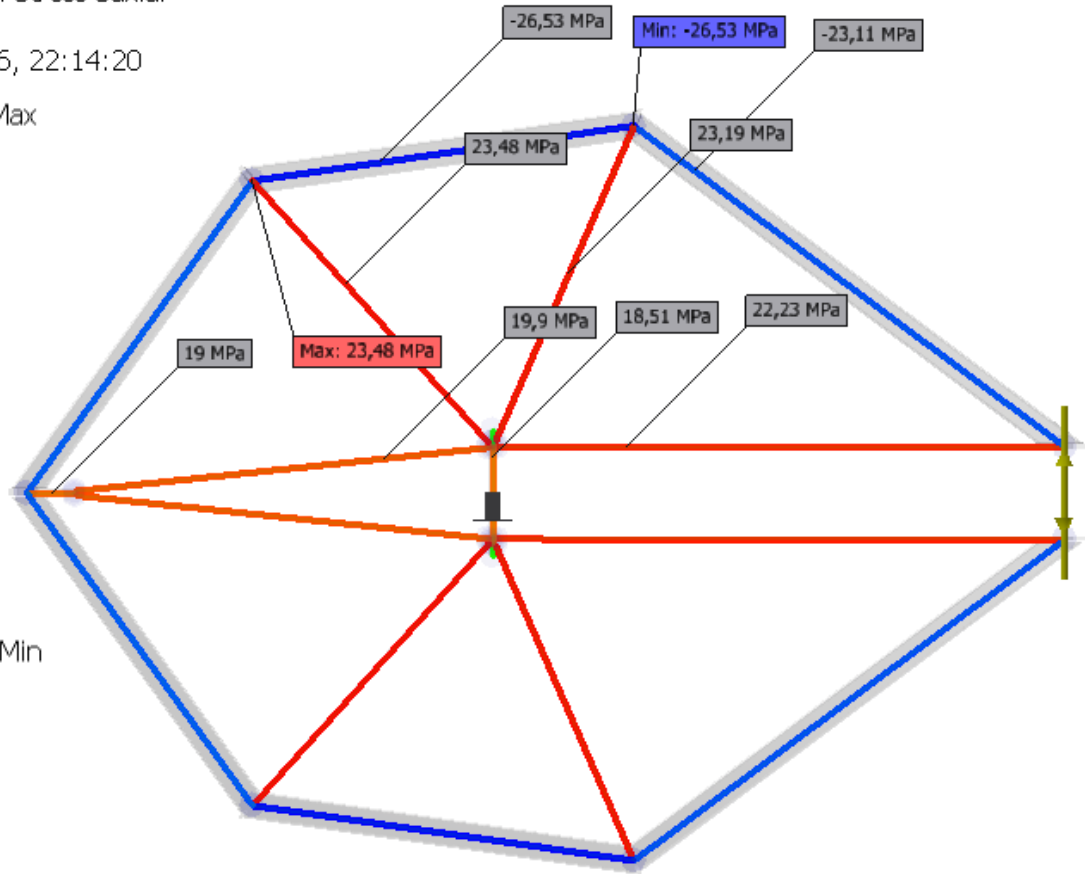 -26,53 MPa
Min: -26,53 MPa
-23,11 MPa
6, 22:14:20
Max
23,48 MPa
23,19 MPa
19,9 MPa
18,51 MPa
22,23 MPa
19 MPa
Max: 23,48 MPa
Min